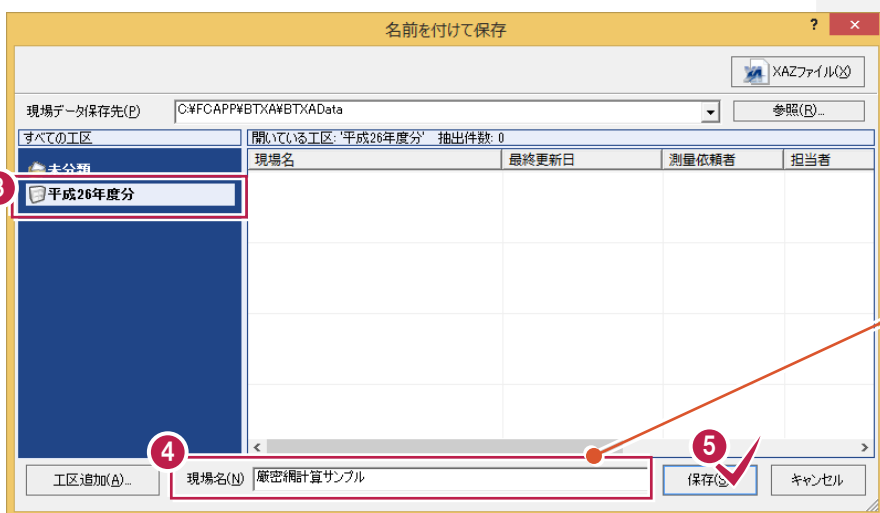 名前を付けて保存
?
×
XAZファイル(X)
現場データ保存先(P)
C:¥FCAPP¥BTXA¥BTXAData
参照(R)...
すべての工区
開いている工区: '平成26年度分' 抽出件数: 0
未分類
現場名
最終更新日
測量依頼者
担当者
3
平成26年度分
4
5
工区追加(A)...
現場名(N)
厳密網計算サンプル
保存(S)
キャンセル